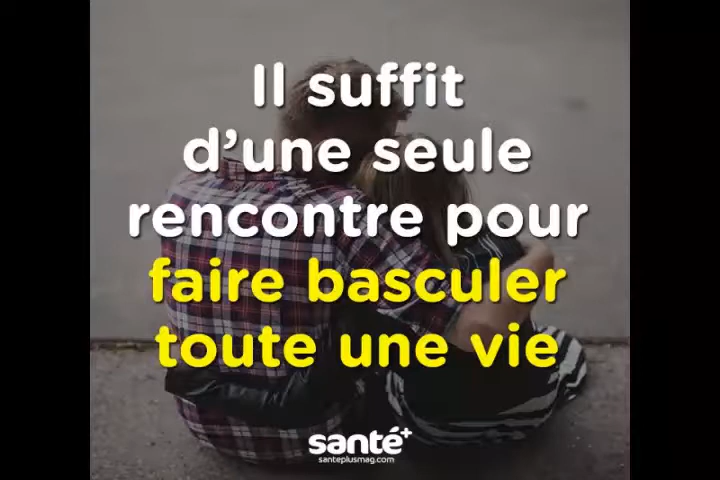 Il suffit
d’une seule
rencontre pour
faire basculer
toute une vie
santé+
santeplusmag.com